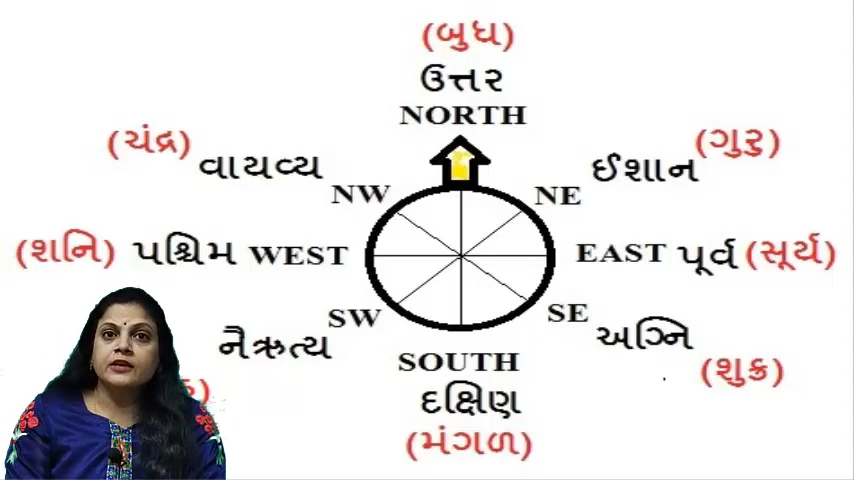 (બુધ)
ઉત્તર
NORTH
(ચંદ્ર)
વાયવ્ય
NW
NE
ઈશાન
(ગુરુ)
(શનિ)
પશ્ચિમ WEST
EAST પૂર્વ (સૂર્ય)
SW
નૈઋત્ય
SE
અગ્નિ
(શુક્ર)
SOUTH
દક્ષિણ
(મંગળ)